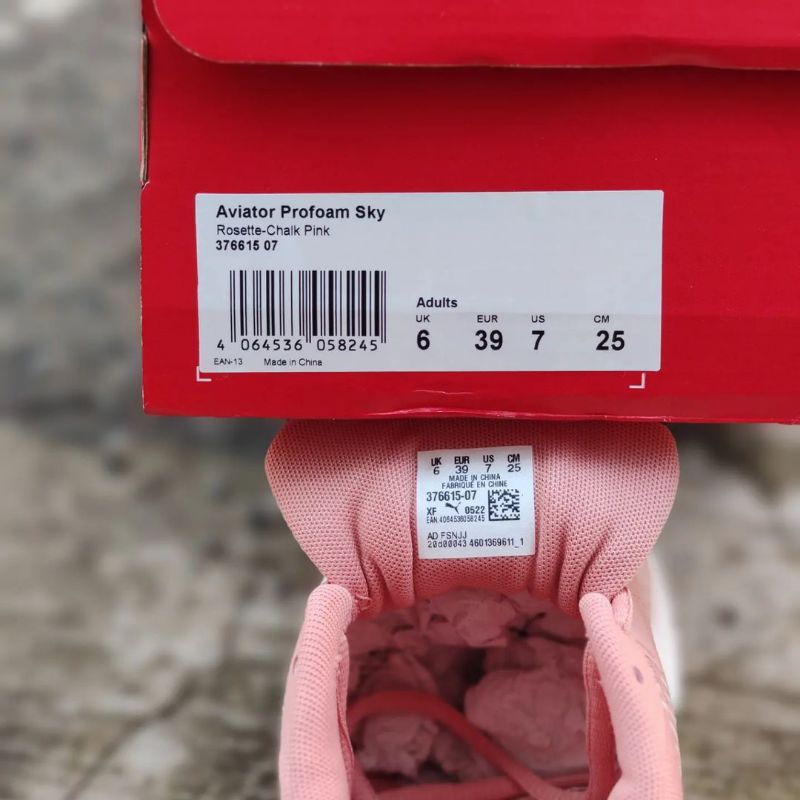 Aviator Profoam Sky
Rosette-Chalk Pink
376615 07
4 064536 058245
EAN-13 Made in China
Adults
UK EUR US CM
6 39 7 25
UK EUR US CM
6 39 7 25
MADE IN CHINA
FABRIQUE EN CHINE
376615-07
XF 0522
EAN.4064536058245
AD FSNJJ
20d00043 4601369611_1